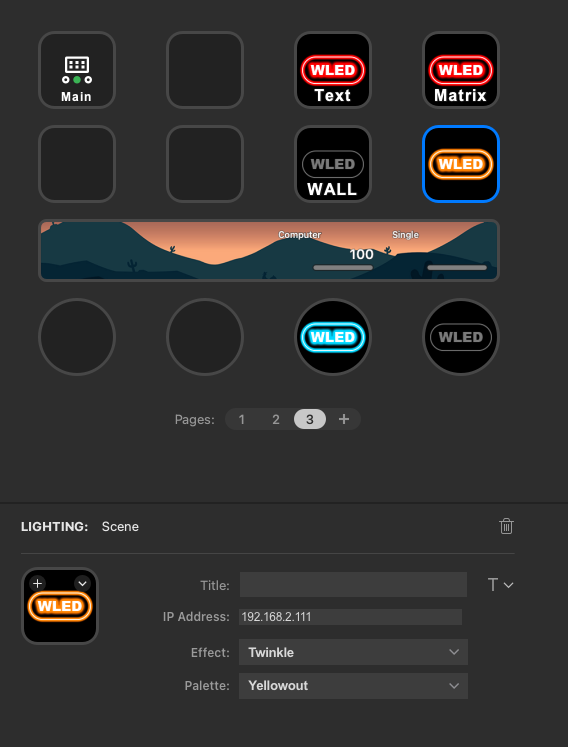 WLED
WLED
Main
Text
Matrix
WLED
WLED
WALL
Computer
Single
100
WLED
WLED
Pages: 1 2 3 +
LIGHTING: Scene
Title: T
WLED
IP Address: 192.168.2.111
Effect: Twinkle
Palette: Yellowout